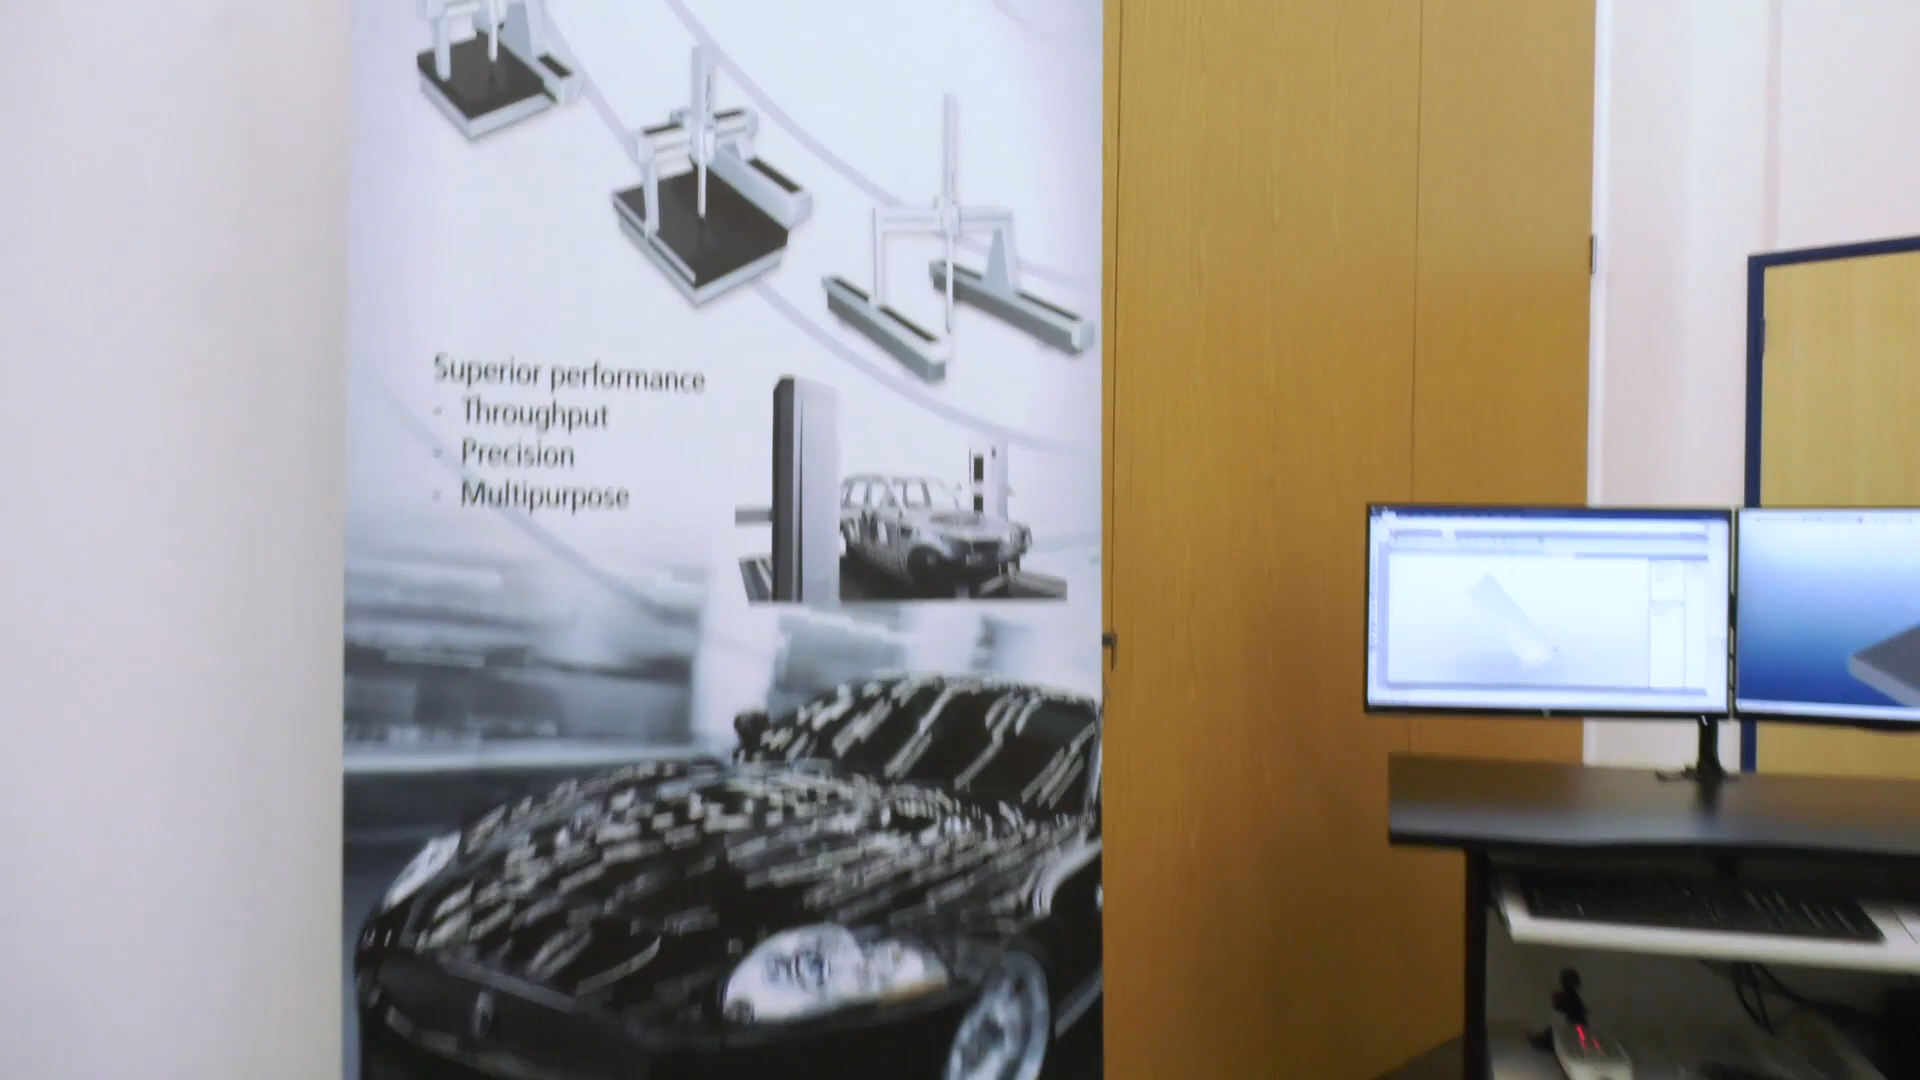 Superior performance
- Throughput
- Precision
- Multipurpose